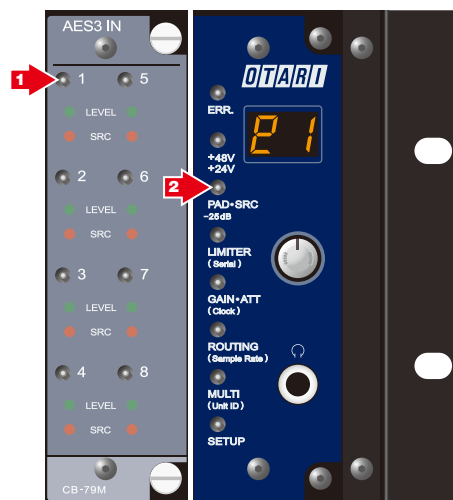 AES3 IN
1 5
LEVEL
SRC
2 6
LEVEL
SRC
3 7
LEVEL
SRC
4 8
LEVEL
SRC
CB-79M
OTARI
ERR.
21
+48V
+24V
PAD•SRC
-25dB
LIMITER
(Serial)
GAIN•ATT
(Clock)
ROUTING
(Sample Rate)
MULTI
(Unit ID)
SETUP
1
2